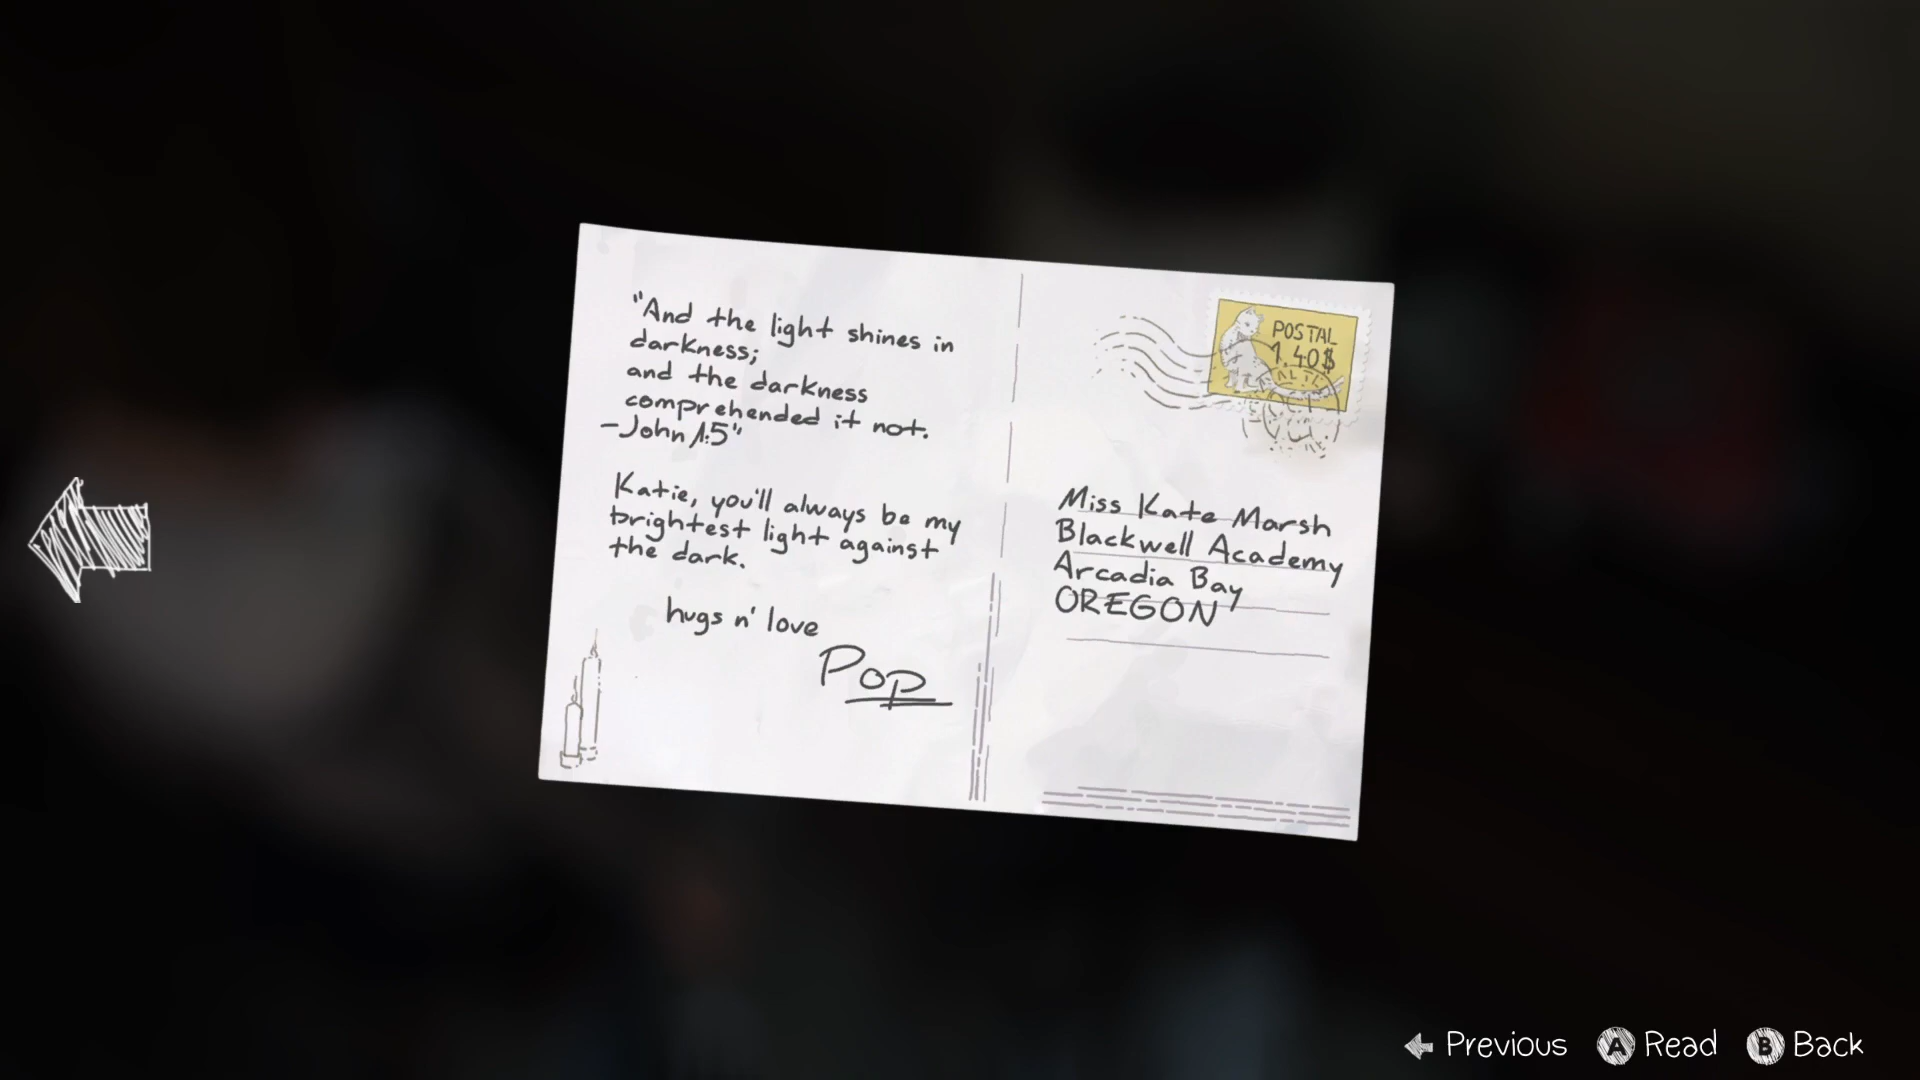 "And the light shines in
darkness;
and the darkness
comprehended it not.
-John 1:5"
Katie, you'll always be my
brightest light against
the dark.
hugs n' love
Pop
POSTAL
1.40$
Miss Kate Marsh
Blackwell Academy
Arcadia Bay
OREGON
Previous
A Read
B Back